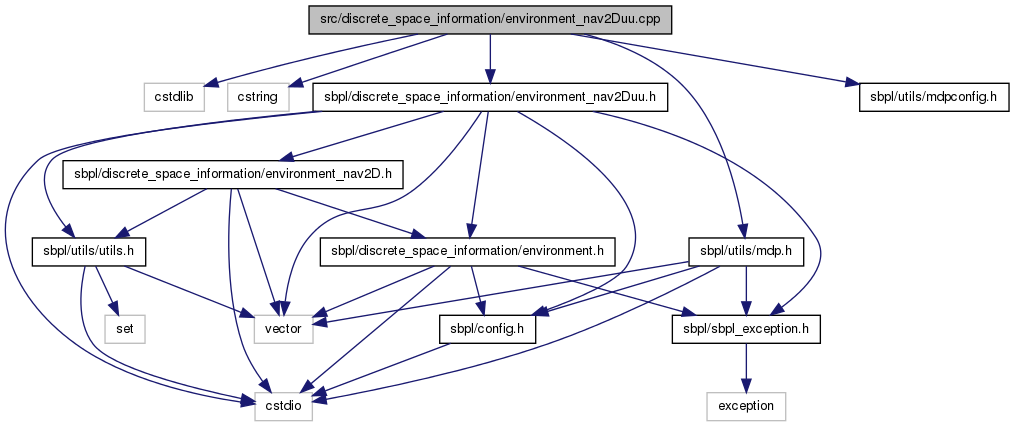 src/discrete_space_information/environment_nav2Duu.cpp
cstdlib
cstring
sbpl/discrete_space_information/environment_nav2Duu.h
sbpl/utils/mdpconfig.h
sbpl/discrete_space_information/environment_nav2D.h
sbpl/utils/utils.h
sbpl/discrete_space_information/environment.h
sbpl/utils/mdp.h
set
vector
sbpl/config.h
sbpl/sbpl_exception.h
cstdio
exception